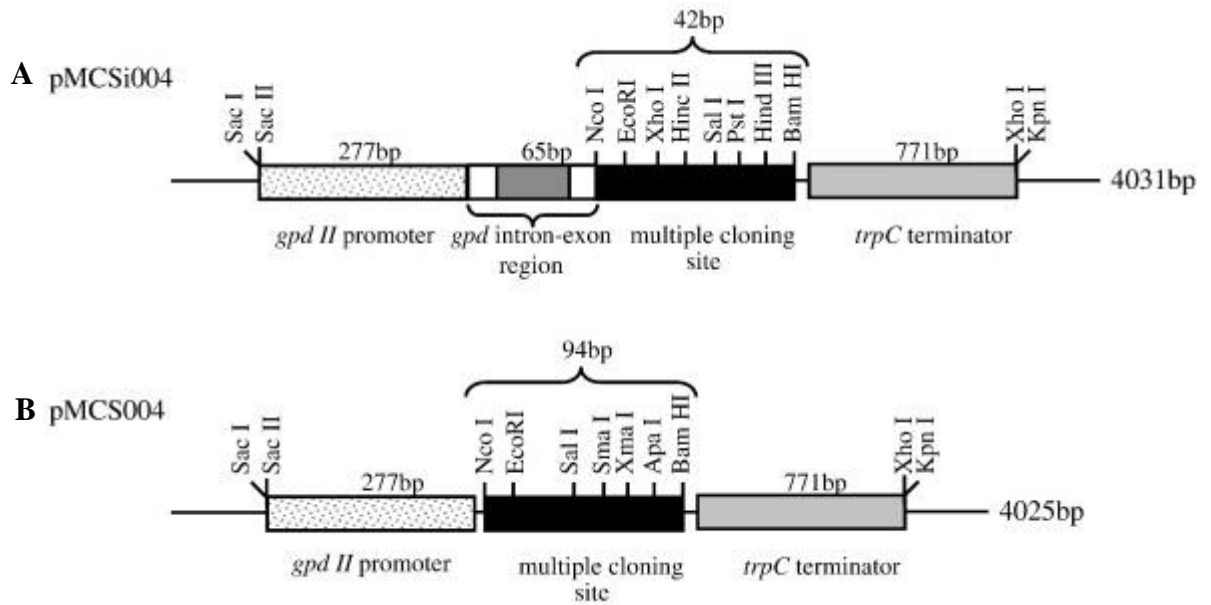 42bp
A pMCSi004
Sac I
Sac II
Nco I
EcoRI
Xho I
Hinc II
Sal I
Pst I
Hind III
Bam HI
Xho I
Kpn I
277bp
65bp
771bp
4031bp
gpd II promoter
gpd intron-exon
region
multiple cloning
site
trpC terminator
94bp
B pMCS004
Sac I
Sac II
Nco I
EcoRI
Sal I
Sma I
Xma I
Apa I
Bam HI
Xho I
Kpn I
277bp
771bp
4025bp
gpd II promoter
multiple cloning
site
trpC terminator